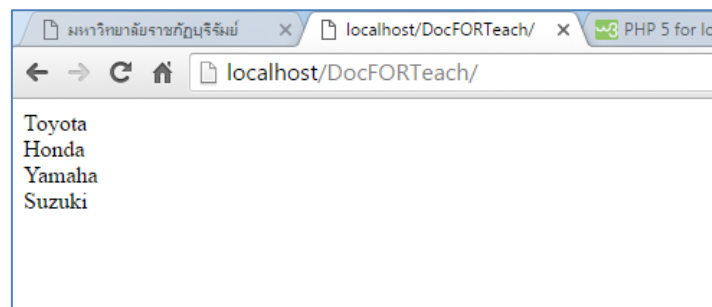 มหาวิทยาลัยราชภัฏบุรีรัมย์ localhost/DocFORTeach/ PHP 5 for lo
localhost/DocFORTeach/
Toyota
Honda
Yamaha
Suzuki